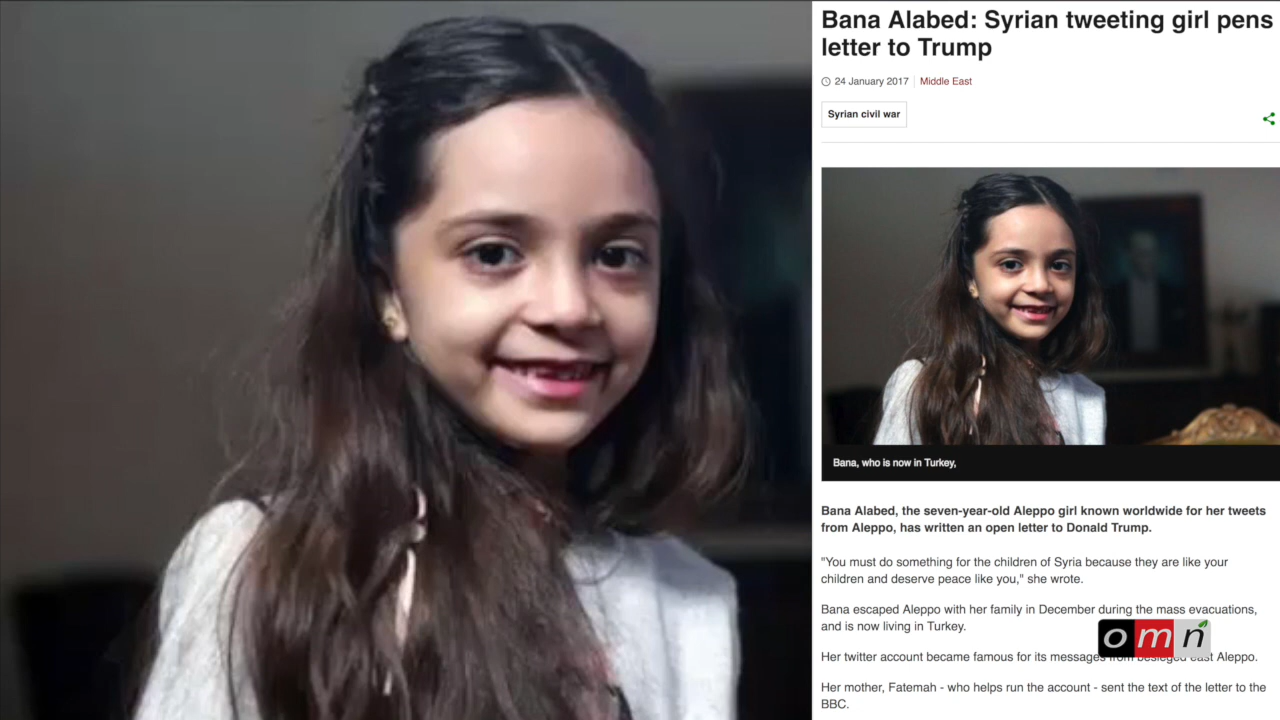 Bana Alabed: Syrian tweeting girl pens
letter to Trump
24 January 2017
Middle East
Syrian civil war
Bana, who is now in Turkey,
Bana Alabed, the seven-year-old Aleppo girl known worldwide for her tweets
from Aleppo, has written an open letter to Donald Trump.
"You must do something for the children of Syria because they are like your
children and deserve peace like you," she wrote.
Bana escaped Aleppo with her family in December during the mass evacuations,
and is now living in Turkey.
omn
Her twitter account became famous for its messages from besieged east Aleppo.
Her mother, Fatemah - who helps run the account - sent the text of the letter to the
BBC.